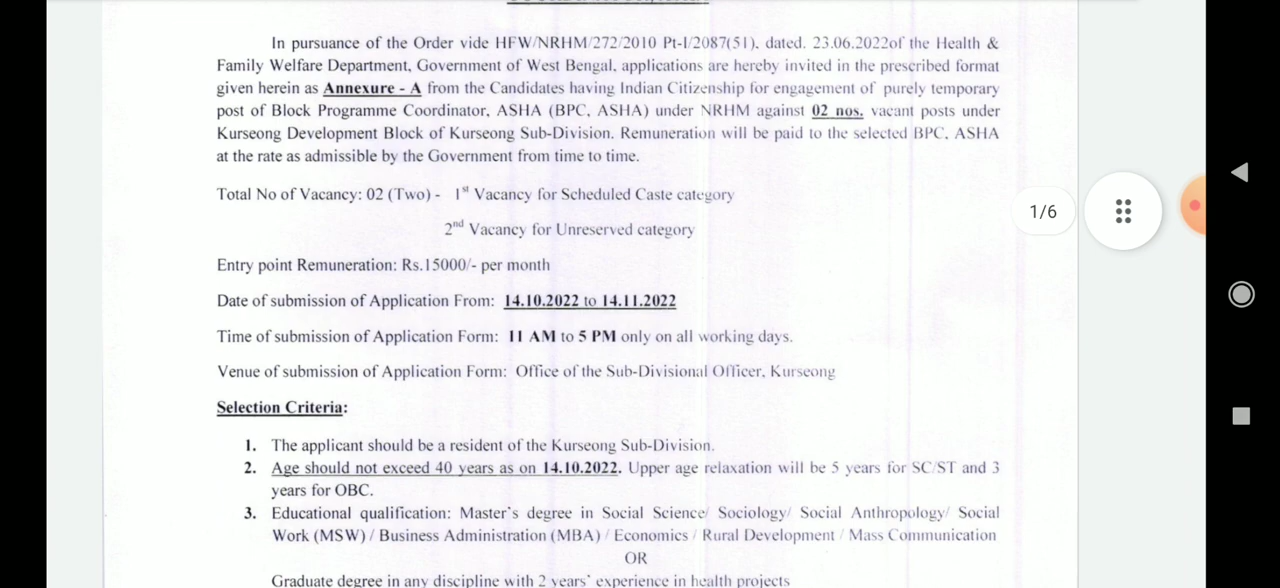 In pursuance of the Order vide HFW/NRHM/272/2010 Pt-I/2087(51). dated. 23.06.2022of the Health &
Family Welfare Department, Government of West Bengal, applications are hereby invited in the prescribed format
given herein as Annexure - A from the Candidates having Indian Citizenship for engagement of purely temporary
post of Block Programme Coordinator, ASHA (BPC, ASHA) under NRHM against 02 nos. vacant posts under
Kurseong Development Block of Kurseong Sub-Division. Remuneration will be paid to the selected BPC, ASHA
at the rate as admissible by the Government from time to time.
Total No of Vacancy: 02 (Two) - 1st Vacancy for Scheduled Caste category
2nd Vacancy for Unreserved category
1/6
Entry point Remuneration: Rs.15000/- per month
Date of submission of Application From: 14.10.2022 to 14.11.2022
Time of submission of Application Form: 11 AM to 5 PM only on all working days.
Venue of submission of Application Form: Office of the Sub-Divisional Officer, Kurseong
Selection Criteria:
1. The applicant should be a resident of the Kurseong Sub-Division.
2. Age should not exceed 40 years as on 14.10.2022. Upper age relaxation will be 5 years for SC/ST and 3
years for OBC.
3. Educational qualification: Master's degree in Social Science/ Sociology/ Social Anthropology/ Social
Work (MSW) / Business Administration (MBA) / Economics / Rural Development / Mass Communication
OR
Graduate degree in any discipline with 2 years' experience in health projects